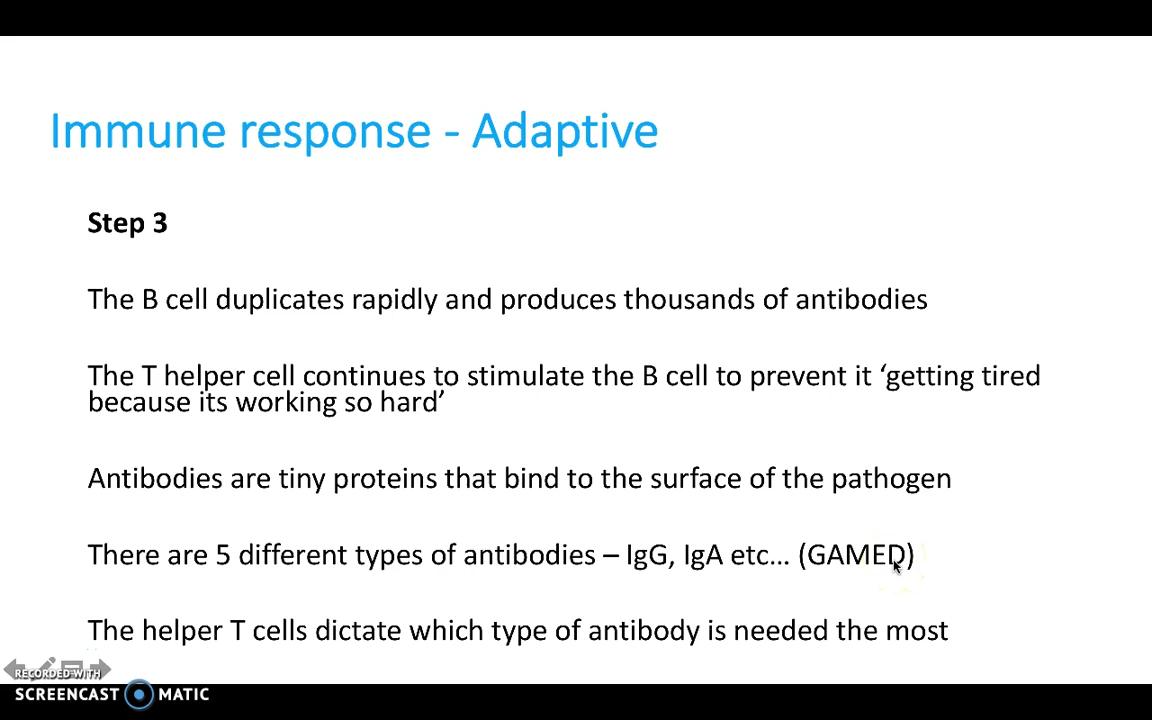 Immune response - Adaptive
Step 3
The B cell duplicates rapidly and produces thousands of antibodies
The T helper cell continues to stimulate the B cell to prevent it ‘getting tired
because its working so hard’
Antibodies are tiny proteins that bind to the surface of the pathogen
There are 5 different types of antibodies – IgG, IgA etc... (GAMED)
The helper T cells dictate which type of antibody is needed the most
RECORDED WITH
SCREENCAST MATIC